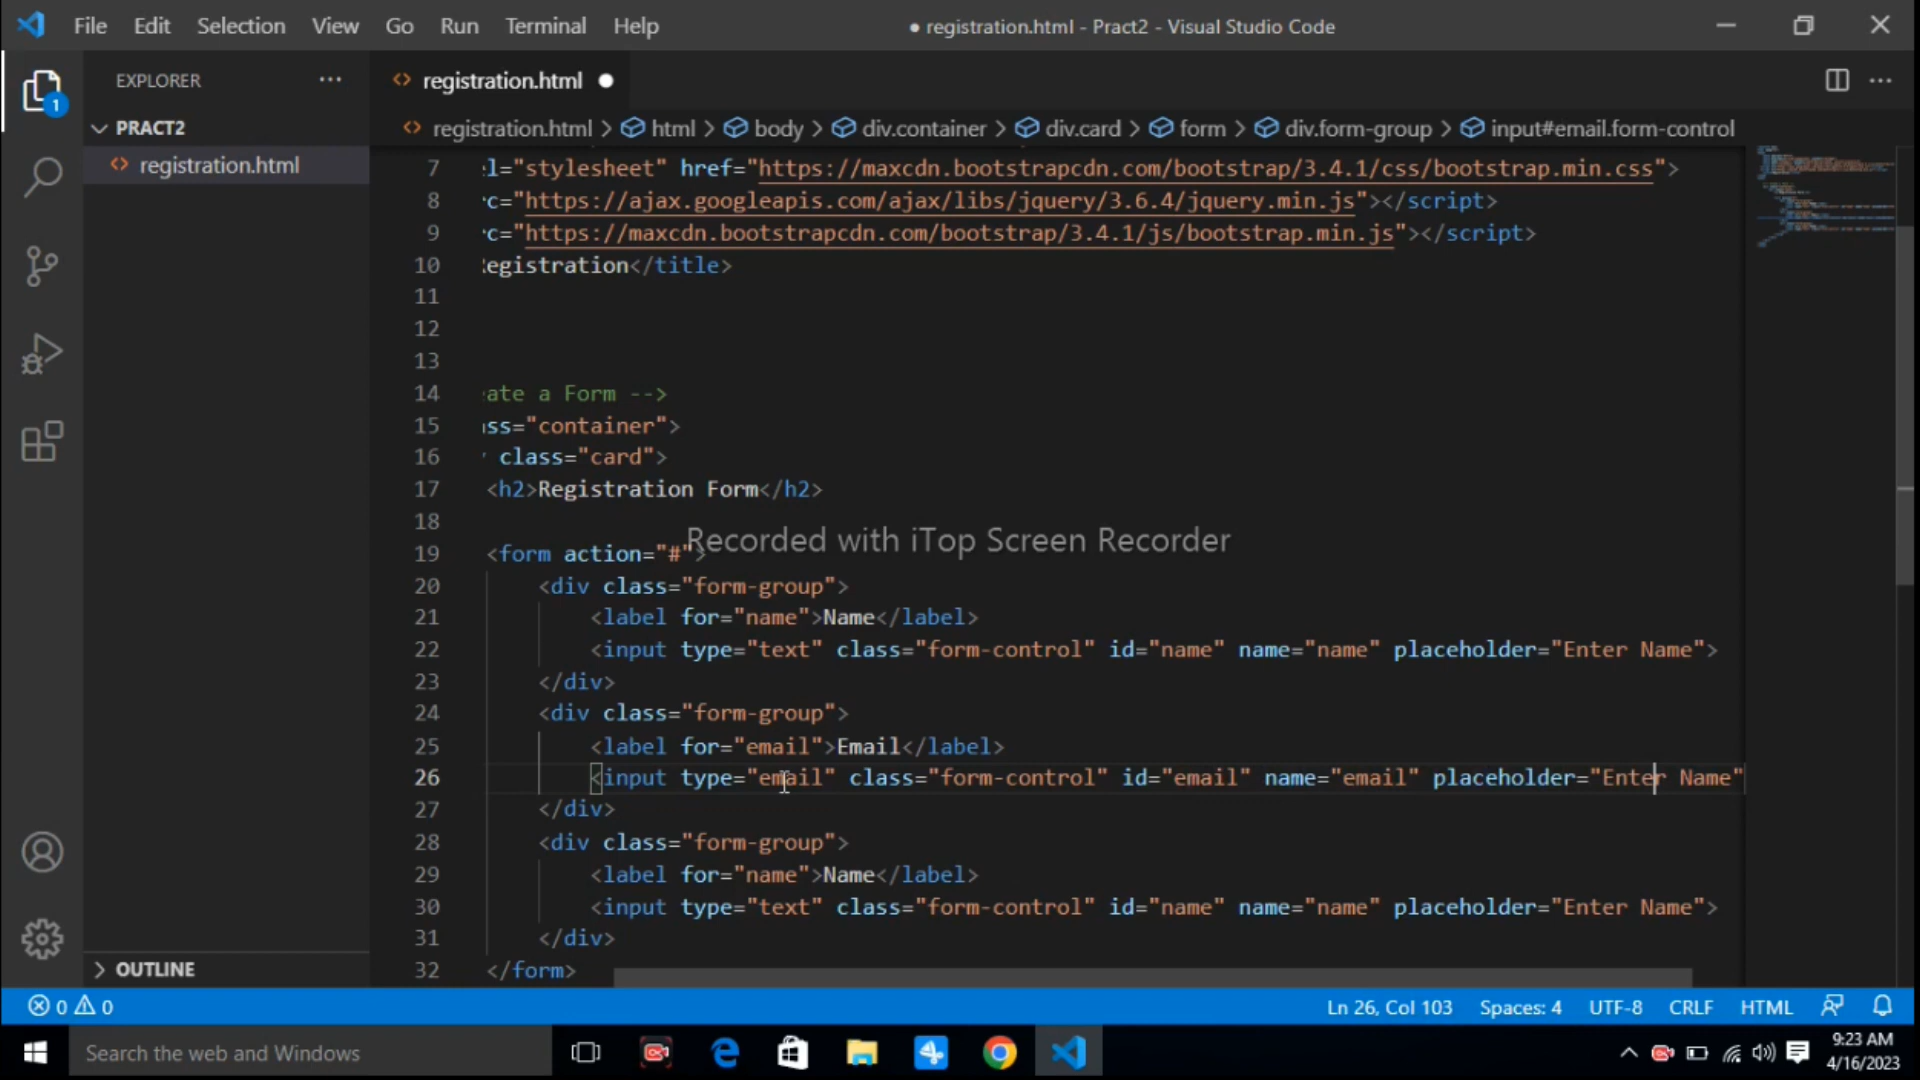 File Edit Selection View Go Run Terminal Help
● registration.html - Pract2 - Visual Studio Code
EXPLORER
registration.html
1
PRACT2
registration.html
registration.html > html > body > div.container > div.card > form > div.form-group > input#email.form-control
7 el="stylesheet" href="https://maxcdn.bootstrapcdn.com/bootstrap/3.4.1/css/bootstrap.min.css">
8 rc="https://ajax.googleapis.com/ajax/libs/jquery/3.6.4/jquery.min.js"></script>
9 rc="https://maxcdn.bootstrapcdn.com/bootstrap/3.4.1/js/bootstrap.min.js"></script>
10 Registration</title>
11
12
13
14 eate a Form -->
15 ass="container">
16 class="card">
17 <h2>Registration Form</h2>
18
Recorded with iTop Screen Recorder
19 <form action="#">
20 <div class="form-group">
21 <label for="name">Name</label>
22 <input type="text" class="form-control" id="name" name="name" placeholder="Enter Name">
23 </div>
24 <div class="form-group">
25 <label for="email">Email</label>
26 <input type="email" class="form-control" id="email" name="email" placeholder="Enter Name"
27 </div>
28 <div class="form-group">
29 <label for="name">Name</label>
30 <input type="text" class="form-control" id="name" name="name" placeholder="Enter Name">
31 </div>
32 </form>
OUTLINE
0 0
Ln 26, Col 103 Spaces: 4 UTF-8 CRLF HTML
Search the web and Windows
9:23 AM
4/16/2023